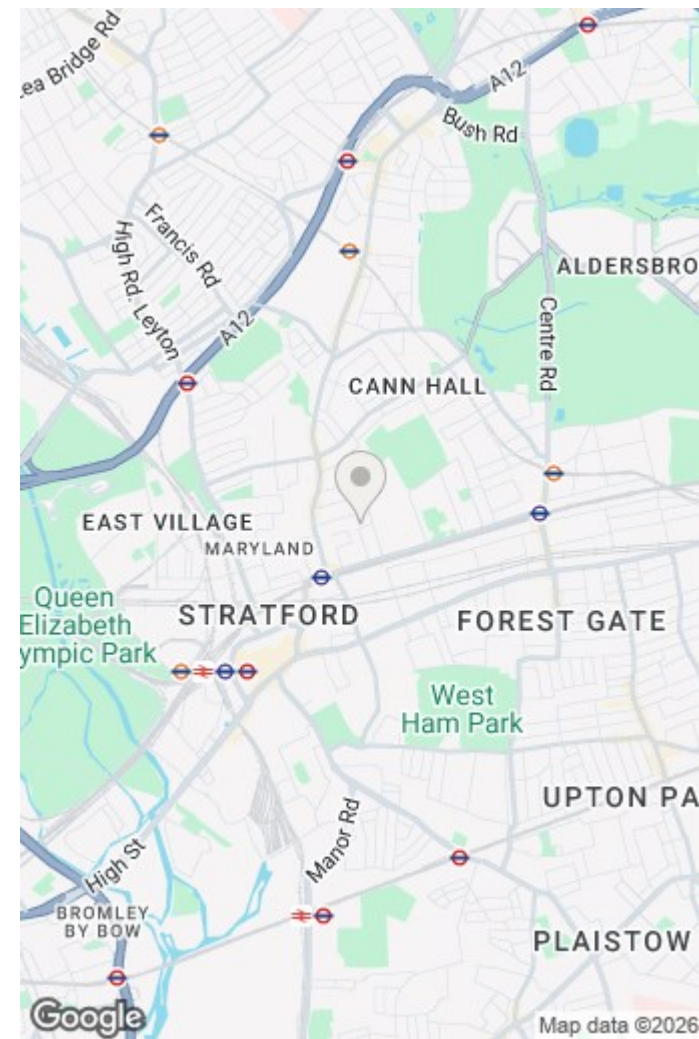 ea Bridge Rd
A12
Bush Rd
Francis Rd
High Rd. Leyton
A12
ALDERSBRO
Centre Rd
CANN HALL
EAST VILLAGE
MARYLAND
Queen
Elizabeth
ympic Park
STRATFORD
FOREST GATE
West
Ham Park
UPTON PA
Manor Rd
High St
BROMLEY
BY BOW
PLAISTOW
Google
Map data ©2026